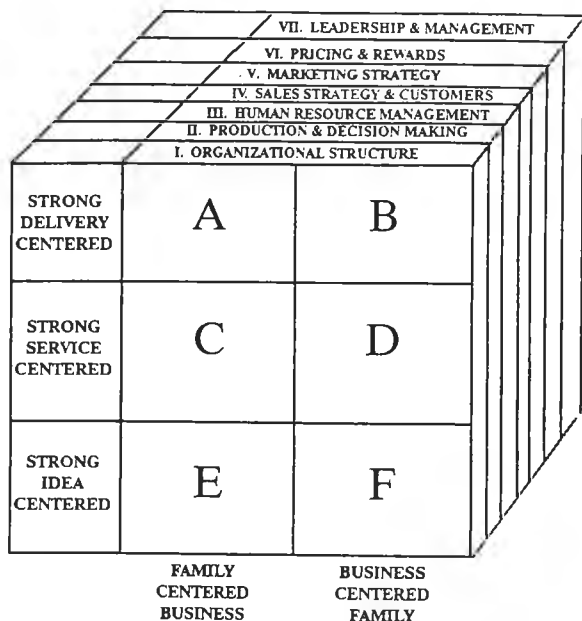 VII. LEADERSHIP & MANAGEMENT
VI. PRICING & REWARDS
V. MARKETING STRATEGY
IV. SALES STRATEGY & CUSTOMERS
III. HUMAN RESOURCE MANAGEMENT
II. PRODUCTION & DECISION MAKING
I. ORGANIZATIONAL STRUCTURE
STRONG
DELIVERY
CENTERED
A
B
STRONG
SERVICE
CENTERED
C
D
STRONG
IDEA
CENTERED
E
F
FAMILY
CENTERED
BUSINESS
BUSINESS
CENTERED
FAMILY